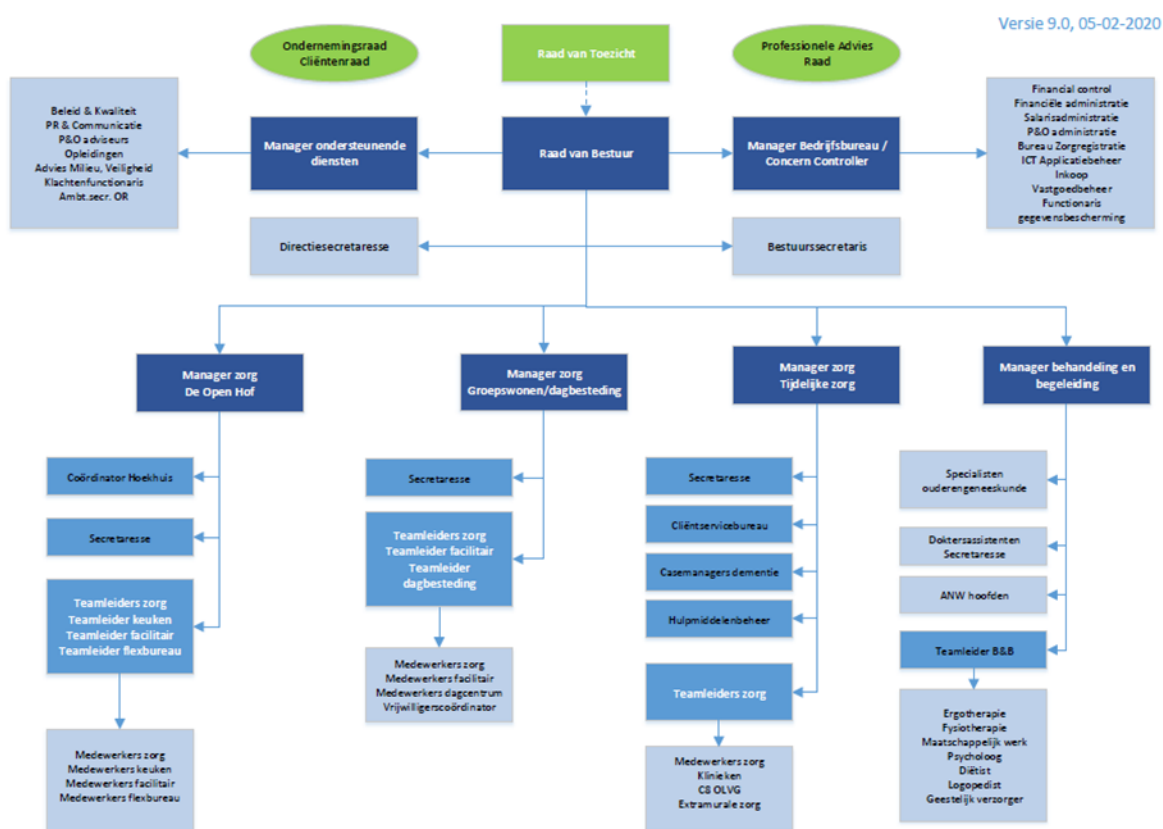 Versie 9.0, 05-02-2020
Ondernemingsraad
Cliëntenraad
Raad van Toezicht
Professionele Advies
Raad
Beleid & Kwaliteit
PR & Communicatie
P&O adviseurs
Opleidingen
Advies Milieu, Veiligheid
Klachtenfunctionaris
Ambt.secr. OR
Manager ondersteunende
diensten
Raad van Bestuur
Manager Bedrijfsbureau /
Concern Controller
Financial control
Financiële administratie
Salarisadministratie
P&O administratie
Bureau Zorgregistratie
ICT Applicatiebeheer
Inkoop
Vastgoedbeheer
Functionaris
gegevensbescherming
Directiesecretaresse
Bestuurssecretaris
Manager zorg
De Open Hof
Manager zorg
Groepswonen/dagbesteding
Manager zorg
Tijdelijke zorg
Manager behandeling en
begeleiding
Coördinator Hoekhuis
Secretaresse
Teamleiders zorg
Teamleider keuken
Teamleider facilitair
Teamleider flexbureau
Medewerkers zorg
Medewerkers keuken
Medewerkers facilitair
Medewerkers flexbureau
Secretaresse
Teamleiders zorg
Teamleider facilitair
Teamleider
dagbesteding
Medewerkers zorg
Medewerkers facilitair
Medewerkers dagcentrum
Vrijwilligerscoördinator
Secretaresse
Cliëntservicebureau
Casemanagers dementie
Hulpmiddelenbeheer
Teamleiders zorg
Medewerkers zorg
Klinieken
C8 OLVG
Extramurale zorg
Specialisten
ouderengeneeskunde
Doktersassistenten
Secretaresse
ANW hoofden
Teamleider B&B
Ergotherapie
Fysiotherapie
Maatschappelijk werk
Psycholoog
Diëtist
Logopedist
Geestelijk verzorger